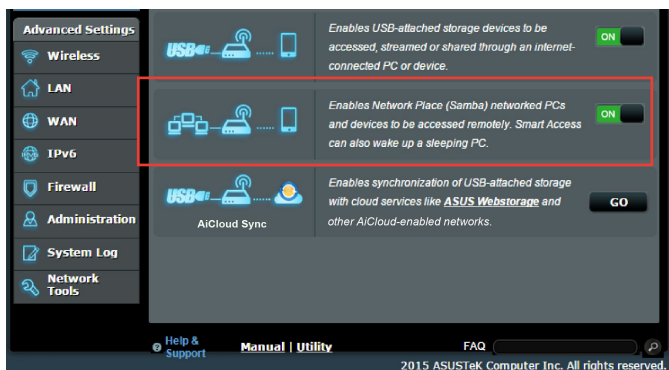 Advanced Settings
Wireless
LAN
WAN
IPv6
Firewall
Administration
System Log
Network
Tools
USB
Enables USB-attached storage devices to be
accessed, streamed or shared through an internet-
connected PC or device.
ON
Enables Network Place (Samba) networked PCs
and devices to be accessed remotely. Smart Access
can also wake up a sleeping PC.
ON
USB
AiCloud Sync
Enables synchronization of USB-attached storage
with cloud services like ASUS Webstorage and
other AiCloud-enabled networks.
GO
Help &
Support
Manual | Utility
FAQ
2015 ASUSTeK Computer Inc. All rights reserved.